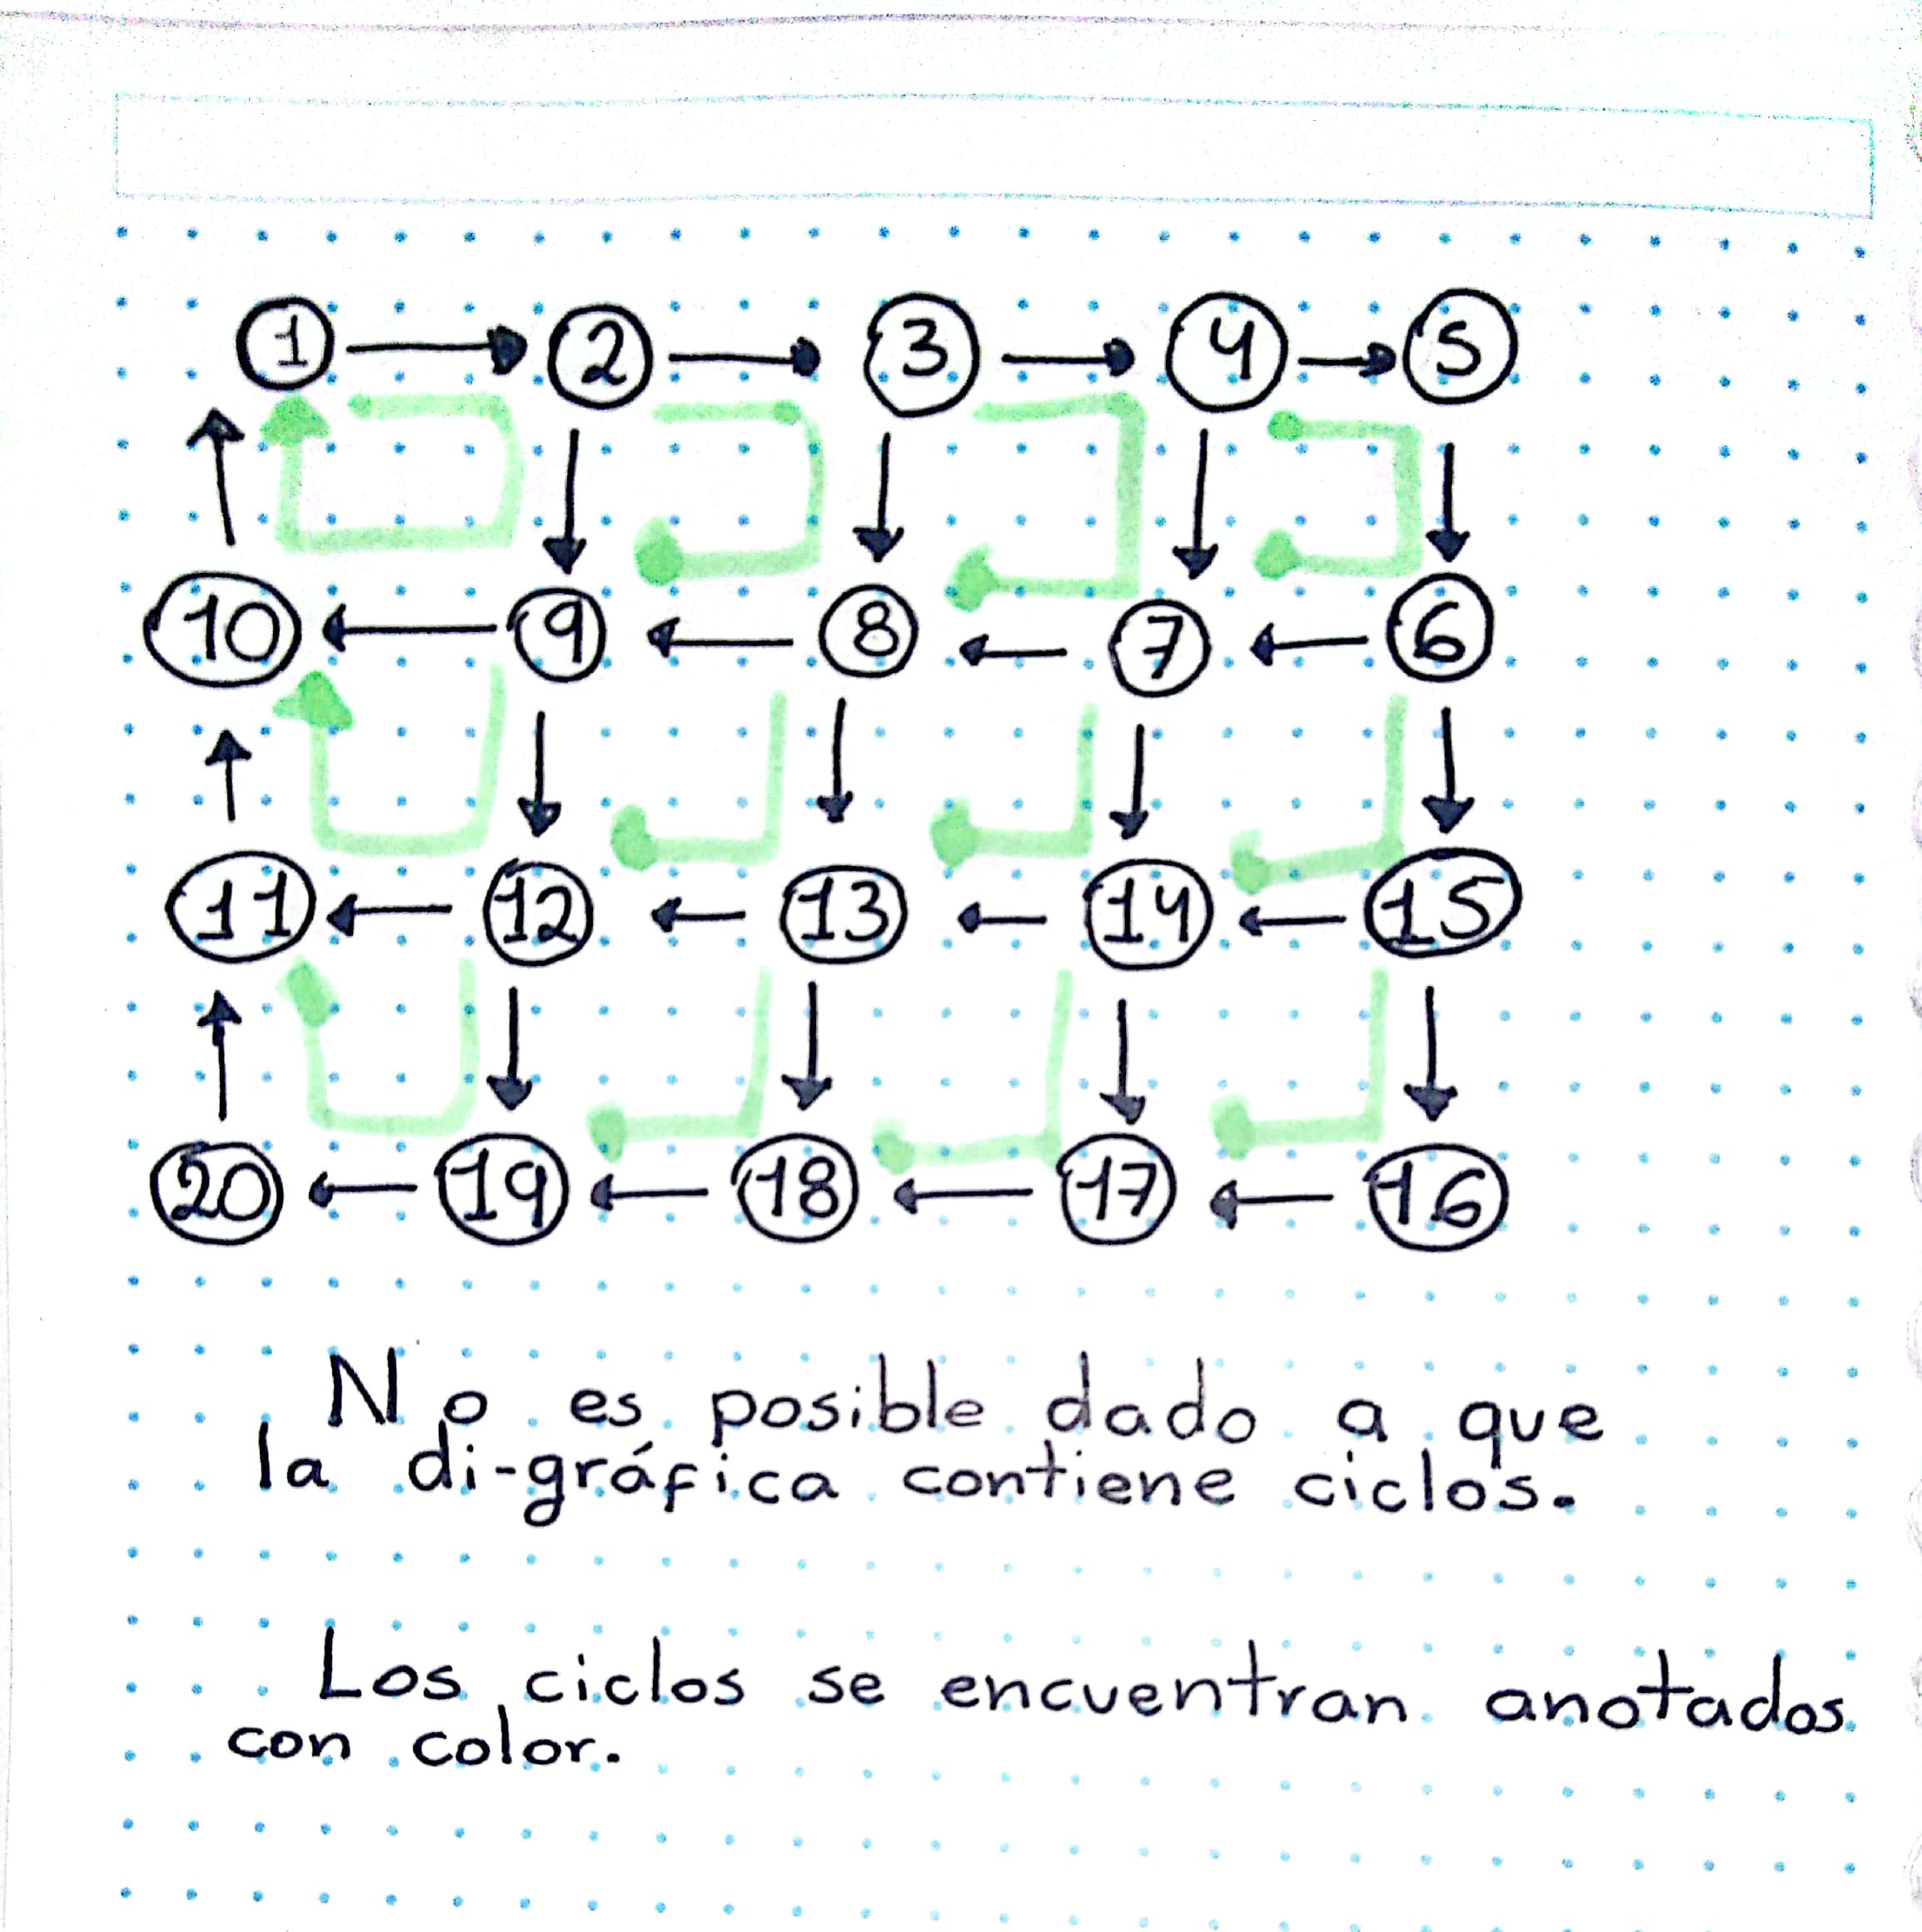 1 2 3 4 5
10 9 8 7 6
11 12 13 14 15
20 19 18 17 16
No es posible dado a que
la di-gráfica contiene ciclos.
Los ciclos se encuentran anotados
con color.